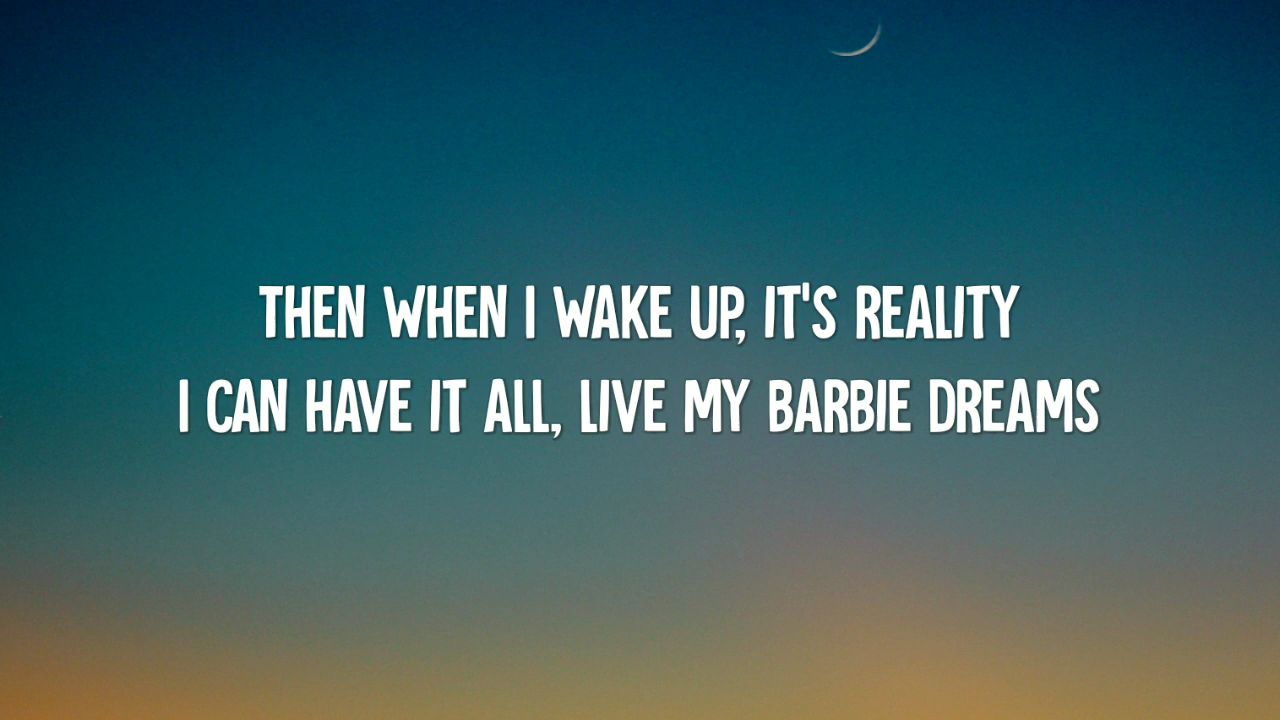 THEN WHEN I WAKE UP, IT'S REALITY
I CAN HAVE IT ALL, LIVE MY BARBIE DREAMS